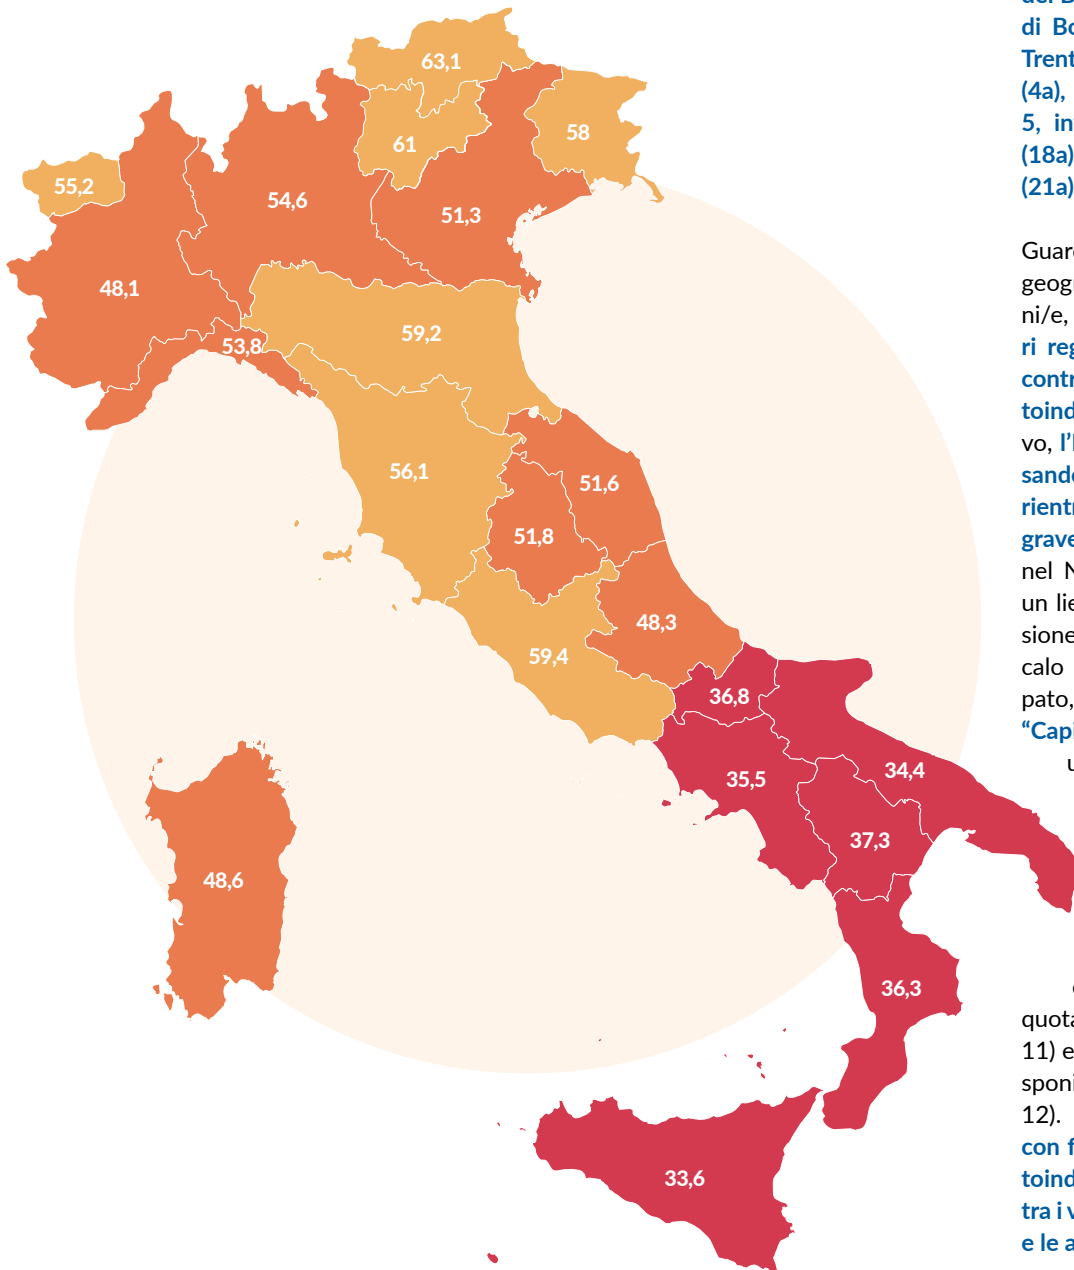 63,1
61
58
55,2
54,6
51,3
48,1
53,8
59,2
56,1
51,6
51,8
48,3
59,4
36,8
35,5
34,4
37,3
48,6
36,3
33,6
di Bo
Trent
(4a),
5, in
(18a)
(21a)
Guar
geogr
ni/e,
ri reg
contr
toind
vo, l'
sand
rientr
grave
nel N
un lie
sione
calo
pato,
“Capi
u
quota
11) e
sponi
12).
con f
toind
tra i v
e le a